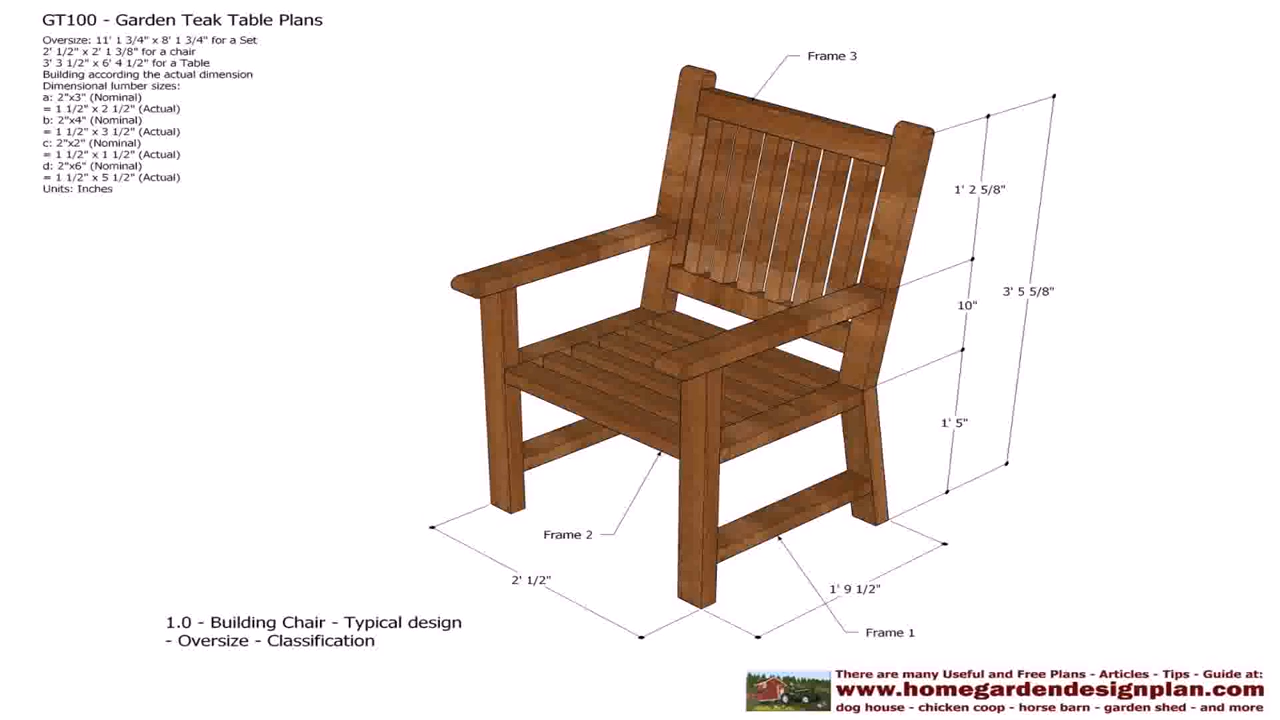 GT100 - Garden Teak Table Plans
Oversize: 11' 1 3/4" x 8' 1 3/4" for a Set
2' 1/2" x 2' 1 3/8" for a chair
3' 3 1/2" x 6' 4 1/2" for a Table
Building according the actual dimension
Dimensional lumber sizes:
a: 2"x3" (Nominal)
= 1 1/2" x 2 1/2" (Actual)
b: 2"x4" (Nominal)
= 1 1/2" x 3 1/2" (Actual)
c: 2"x2" (Nominal)
= 1 1/2" x 1 1/2" (Actual)
d: 2"x6" (Nominal)
= 1 1/2" x 5 1/2" (Actual)
Units: Inches
Frame 3
1' 2 5/8"
3' 5 5/8"
10"
1' 5"
Frame 2
2' 1/2"
1' 9 1/2"
Frame 1
1.0 - Building Chair - Typical design
- Oversize - Classification
There are many Useful and Free Plans - Articles - Tips - Guide at:
www.homegardendesignplan.com
dog house - chicken coop - horse barn - garden shed - and more